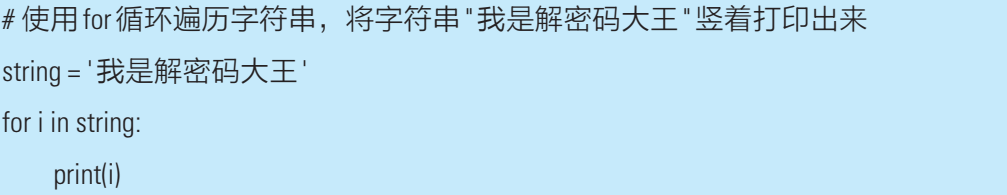 # 使用for循环遍历字符串，将字符串"我是解密码大王"竖着打印出来
string = '我是解密码大王'
for i in string:
    print(i)